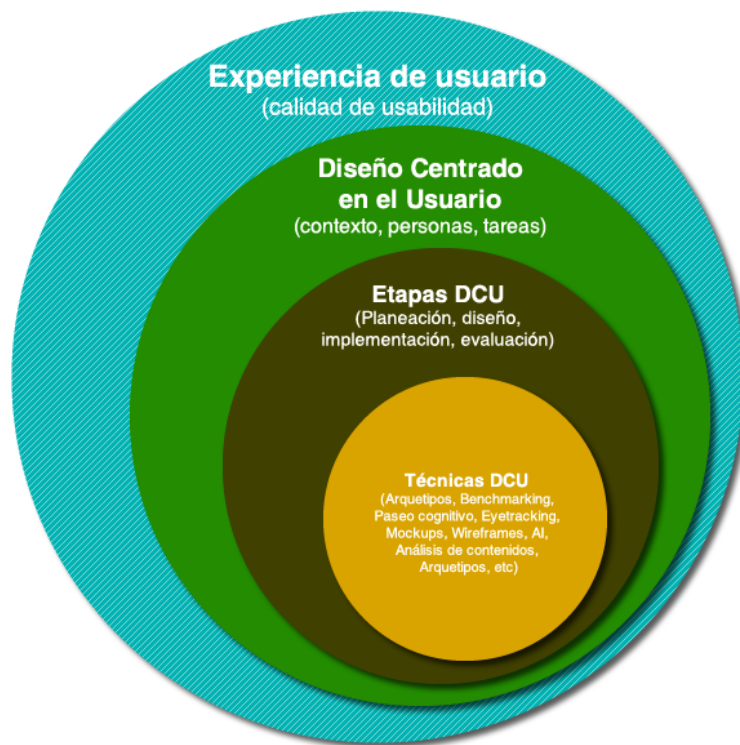 Experiencia de usuario
(calidad de usabilidad)
Diseño Centrado
en el Usuario
(contexto, personas, tareas)
Etapas DCU
(Planeación, diseño,
implementación, evaluación)
Técnicas DCU
(Arquetipos, Benchmarking,
Paseo cognitivo, Eyetracking,
Mockups, Wireframes, AI,
Análisis de contenidos,
Arquetipos, etc)